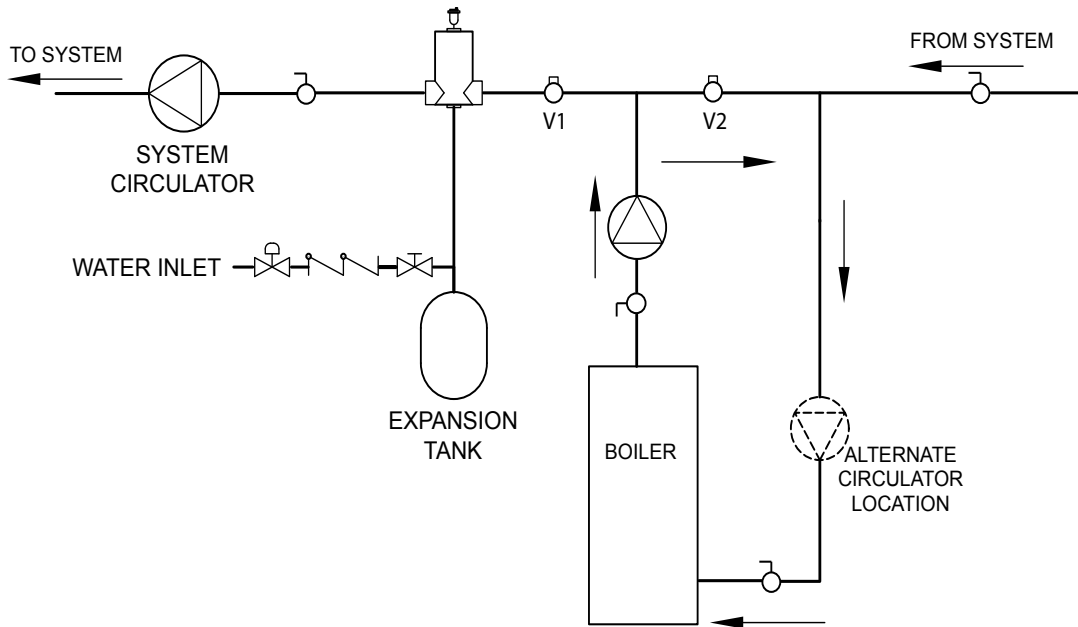 TO SYSTEM
FROM SYSTEM
V1
V2
SYSTEM
CIRCULATOR
WATER INLET
EXPANSION
TANK
BOILER
ALTERNATE
CIRCULATOR
LOCATION